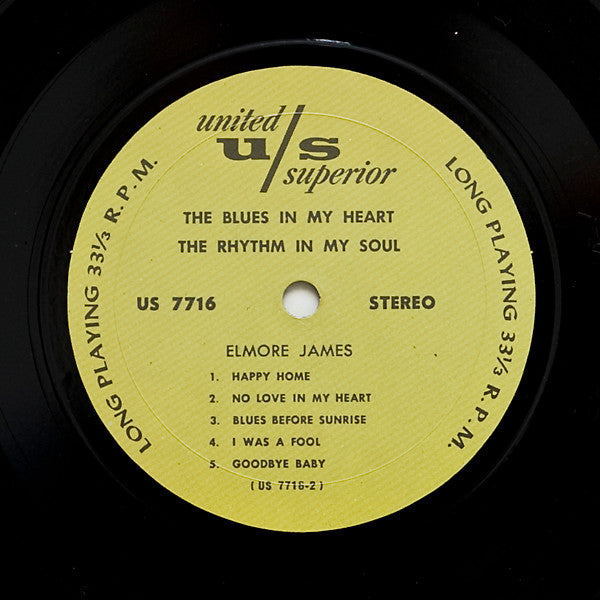 united
u/s
superior
THE BLUES IN MY HEART
THE RHYTHM IN MY SOUL
US 7716
STEREO
ELMORE JAMES
1. HAPPY HOME
2. NO LOVE IN MY HEART
3. BLUES BEFORE SUNRISE
4. I WAS A FOOL
5. GOODBYE BABY
(US 7716-2)
LONG PLAYING 33⅓ R.P.M.
LONG PLAYING 33⅓ R.P.M.